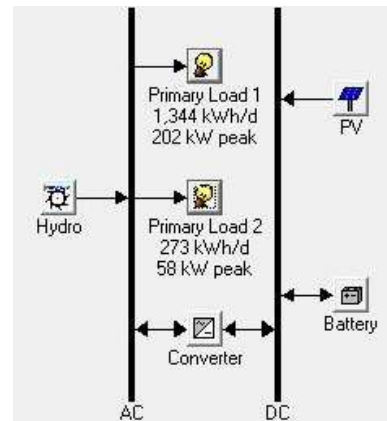 Primary Load 1
1,344 kWh/d
202 kW peak
PV
Hydro
Primary Load 2
273 kWh/d
58 kW peak
Battery
Converter
AC
DC